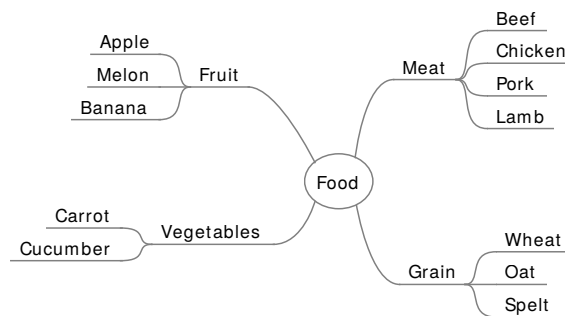 Food
Fruit
Apple
Melon
Banana
Vegetables
Carrot
Cucumber
Meat
Beef
Chicken
Pork
Lamb
Grain
Wheat
Oat
Spelt